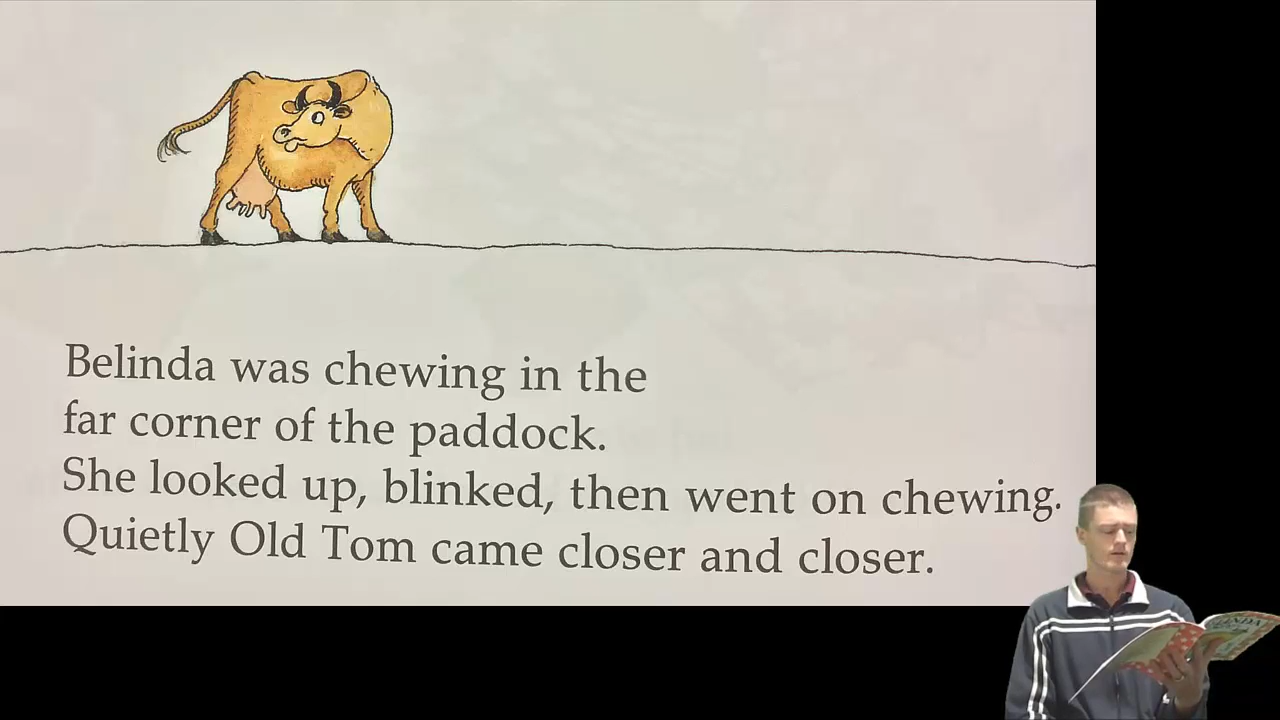 Belinda was chewing in the
far corner of the paddock.
She looked up, blinked, then went on chewing.
Quietly Old Tom came closer and closer.